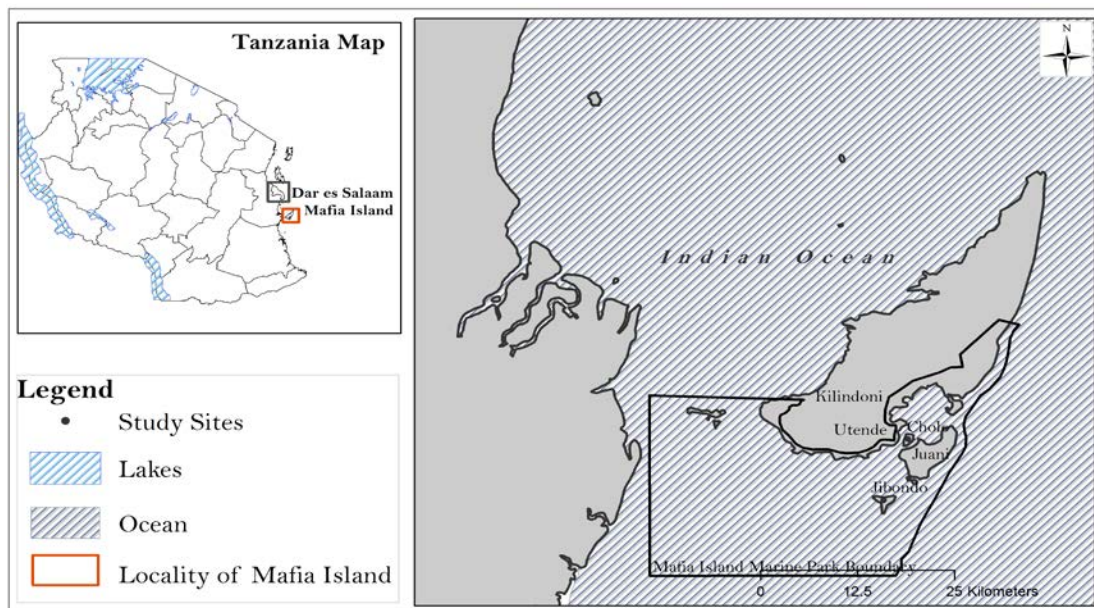 Tanzania Map
Dar es Salaam
Mafia Island
Legend
Study Sites
Lakes
Ocean
Locality of Mafia Island
N
Indian Ocean
Kilindoni
Utende
Chole
Juani
Jibondo
Mafia Island Marine Park Boundary
0 12.5 25 Kilometers